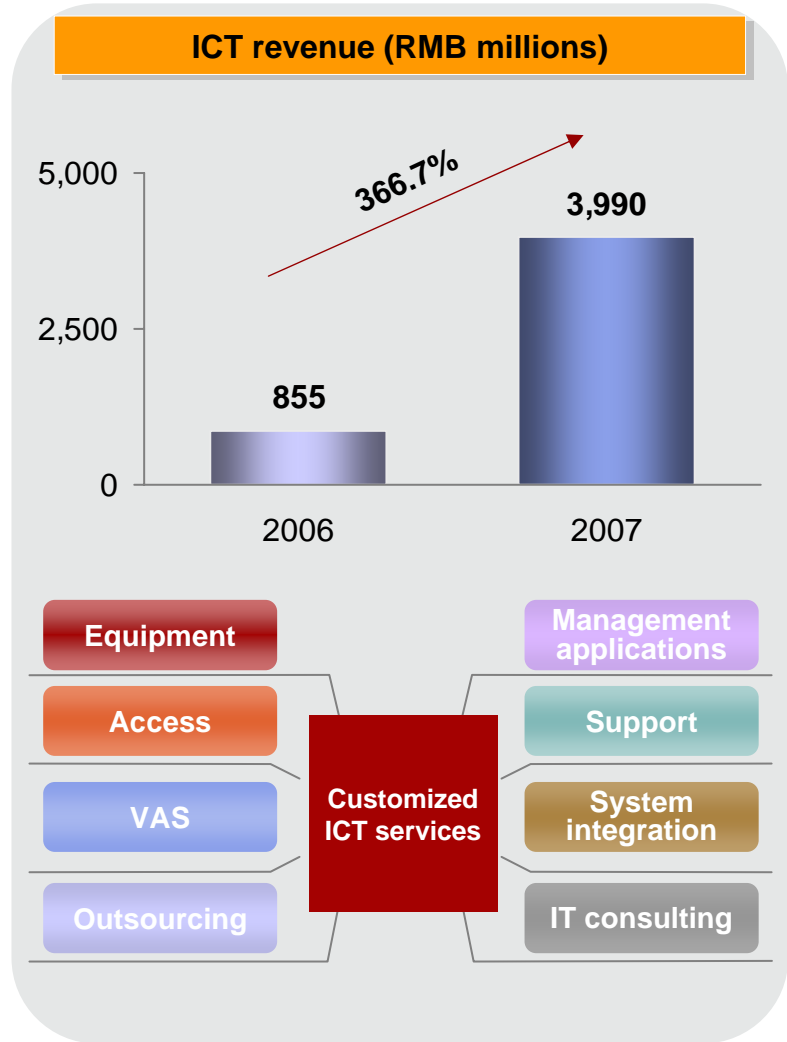 ICT revenue (RMB millions)
366.7%
5,000
3,990
2,500
855
0
2006 2007
Equipment
Management
applications
Access
Support
Customized
ICT services
VAS
System
integration
Outsourcing
IT consulting